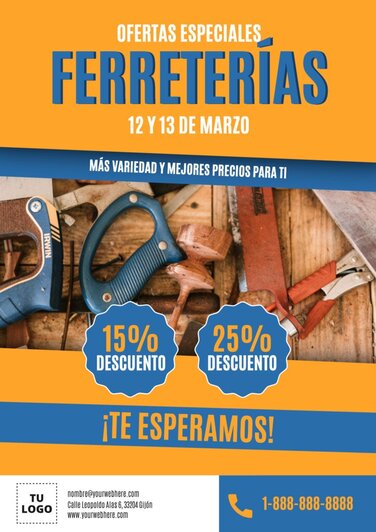 OFERTAS ESPECIALES
FERRETERÍAS
12 Y 13 DE MARZO
MÁS VARIEDAD Y MEJORES PRECIOS PARA TI
IRWIN
15%
DESCUENTO
25%
DESCUENTO
¡TE ESPERAMOS!
TU
LOGO
nombre@yourwebhere.com
Calle Leopoldo Alas 6, 33204 Gijón
www.yourwebhere.com
1-888-888-8888